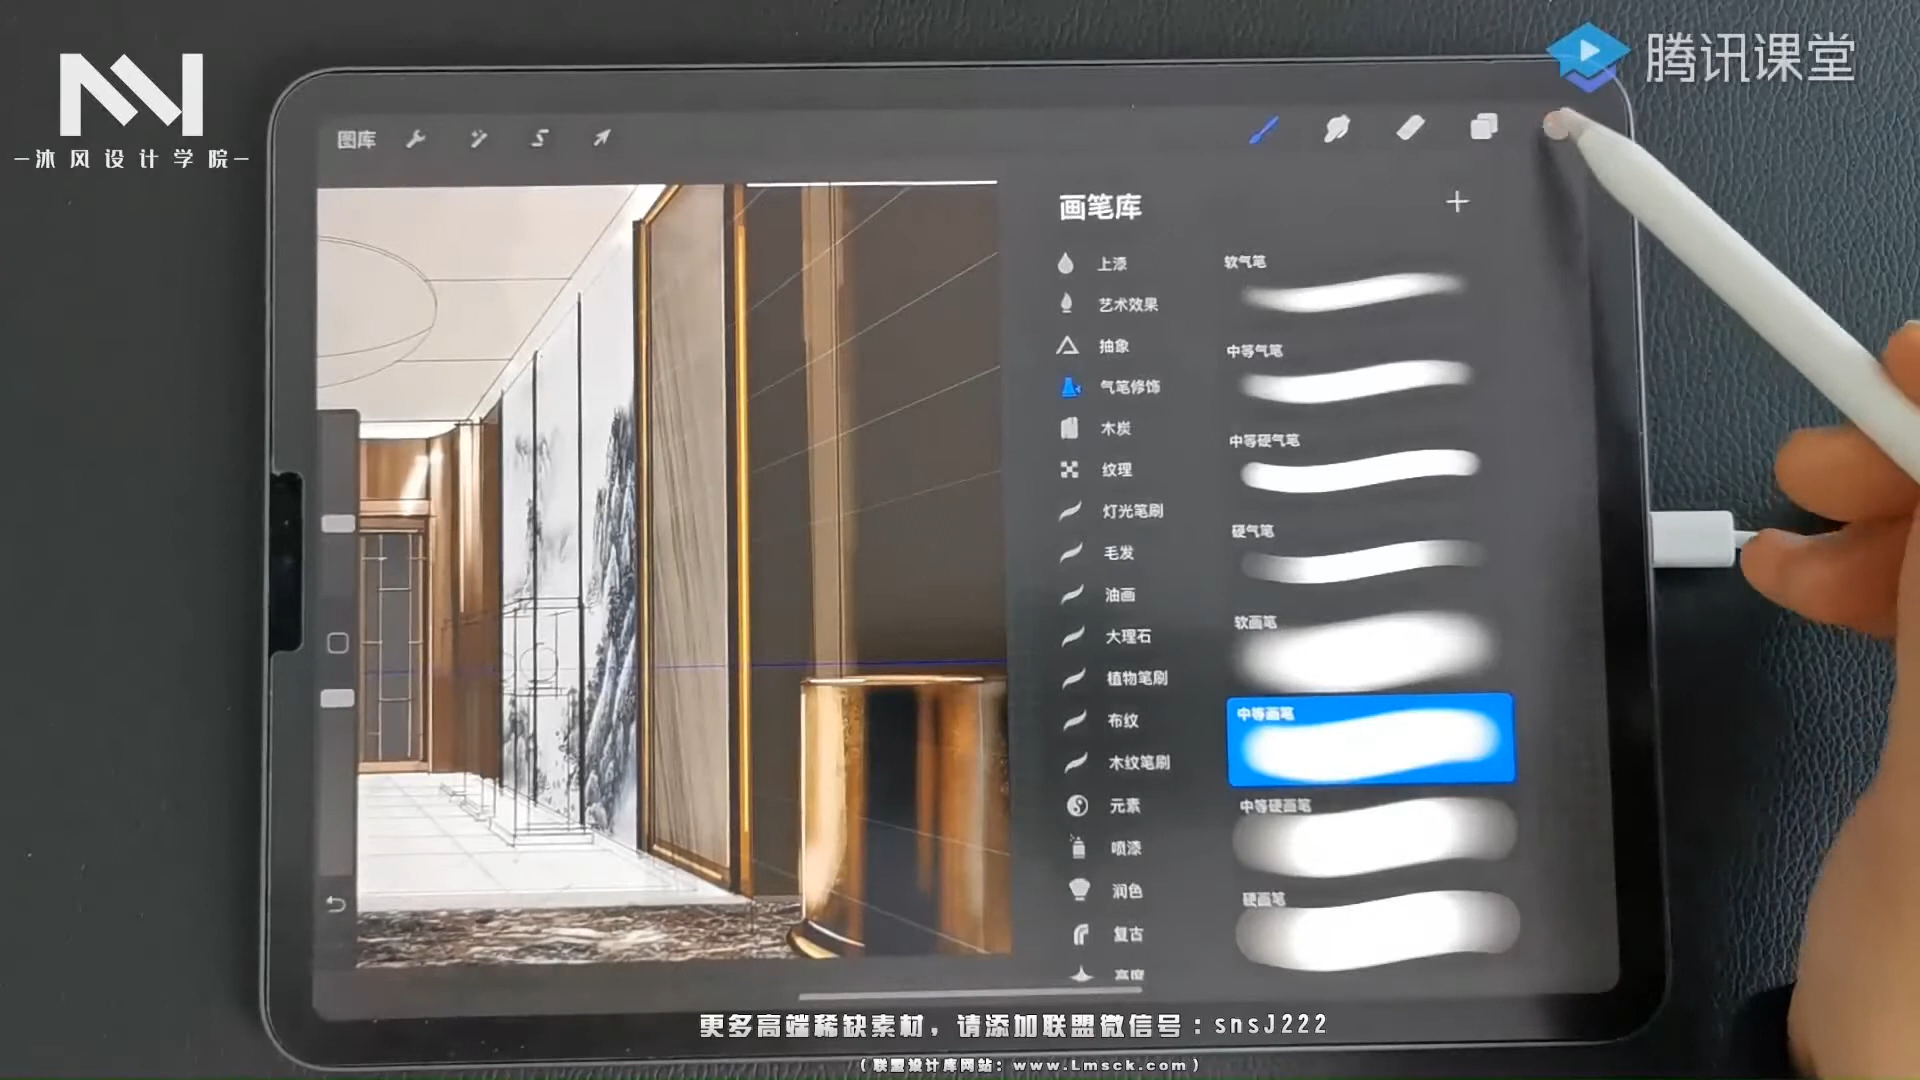 腾讯课堂
沐风设计学院
图库
画笔库
上漆
艺术效果
抽象
气笔修饰
木炭
纹理
灯光笔刷
毛发
油画
大理石
植物笔刷
布纹
木纹笔刷
元素
喷漆
润色
复古
高度
软气笔
中等气笔
中等硬气笔
硬气笔
软画笔
中等画笔
中等硬画笔
硬画笔
更多高端稀缺素材，请添加联盟微信号：snsJ222
（联盟设计库网站：www.Lmsck.com）